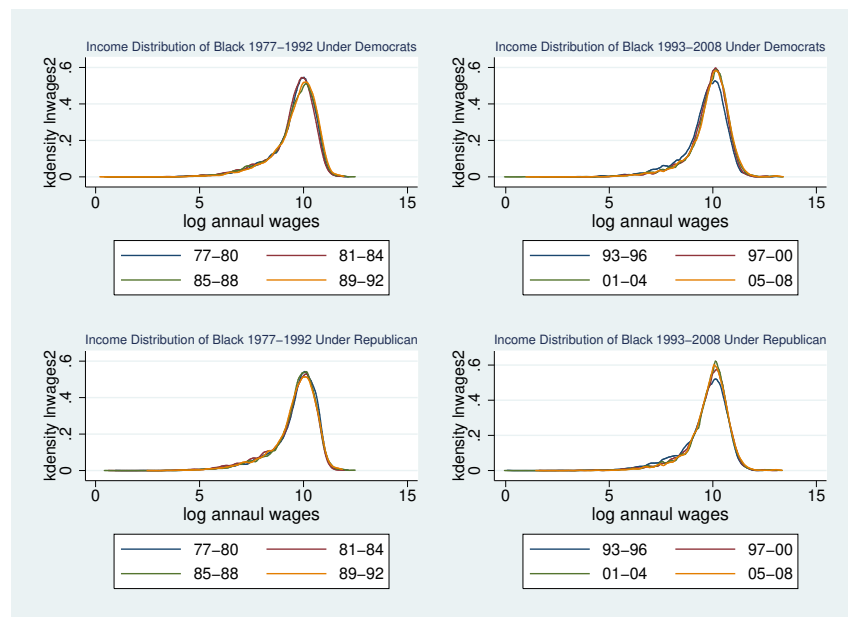 Income Distribution of Black 1977−1992 Under Democrats
kdensity lnwages2
0 .2 .4 .6
0 5 10 15
log annaul wages
77−80 81−84
85−88 89−92
Income Distribution of Black 1993−2008 Under Democrats
kdensity lnwages2
0 .2 .4 .6
0 5 10 15
log annaul wages
93−96 97−00
01−04 05−08
Income Distribution of Black 1977−1992 Under Republican
kdensity lnwages2
0 .2 .4 .6
0 5 10 15
log annaul wages
77−80 81−84
85−88 89−92
Income Distribution of Black 1993−2008 Under Republican
kdensity lnwages2
0 .2 .4 .6
0 5 10 15
log annaul wages
93−96 97−00
01−04 05−08